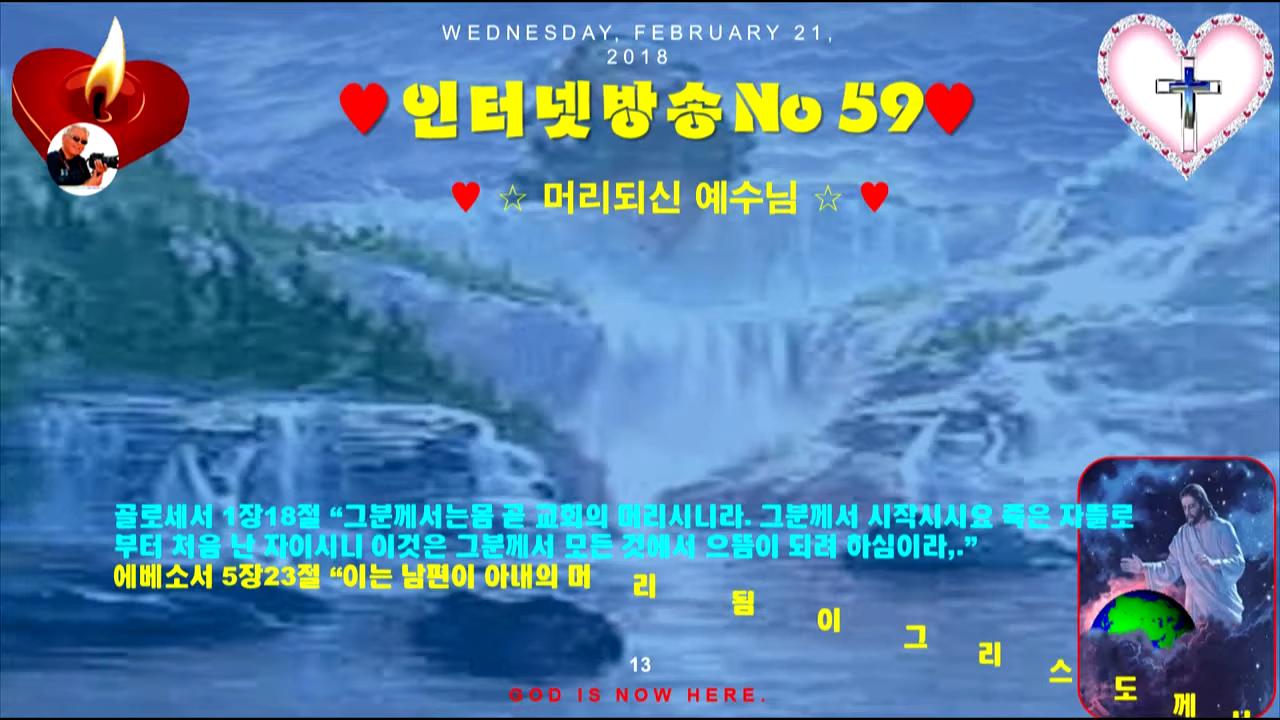 WEDNESDAY, FEBRUARY 21,
2018
♥인터넷방송No 59♥
♥ ☆ 머리되신 예수님 ☆ ♥
골로세서 1장18절 “그분께서는몸 곧 교회의 머리시니라. 그분께서 시작시시요 죽은 자들로
부터 처음 난 자이시니 이것은 그분께서 모든 것에서 으뜸이 되려 하심이라,.”
에베소서 5장23절 “이는 남편이 아내의 머 리 됨 이 그 리 스 도 께
13
GOD IS NOW HERE.